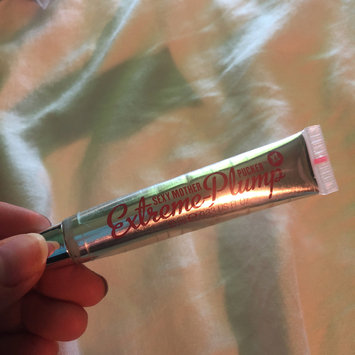 SEXY MOTHER PUCKER
Extreme-Plump